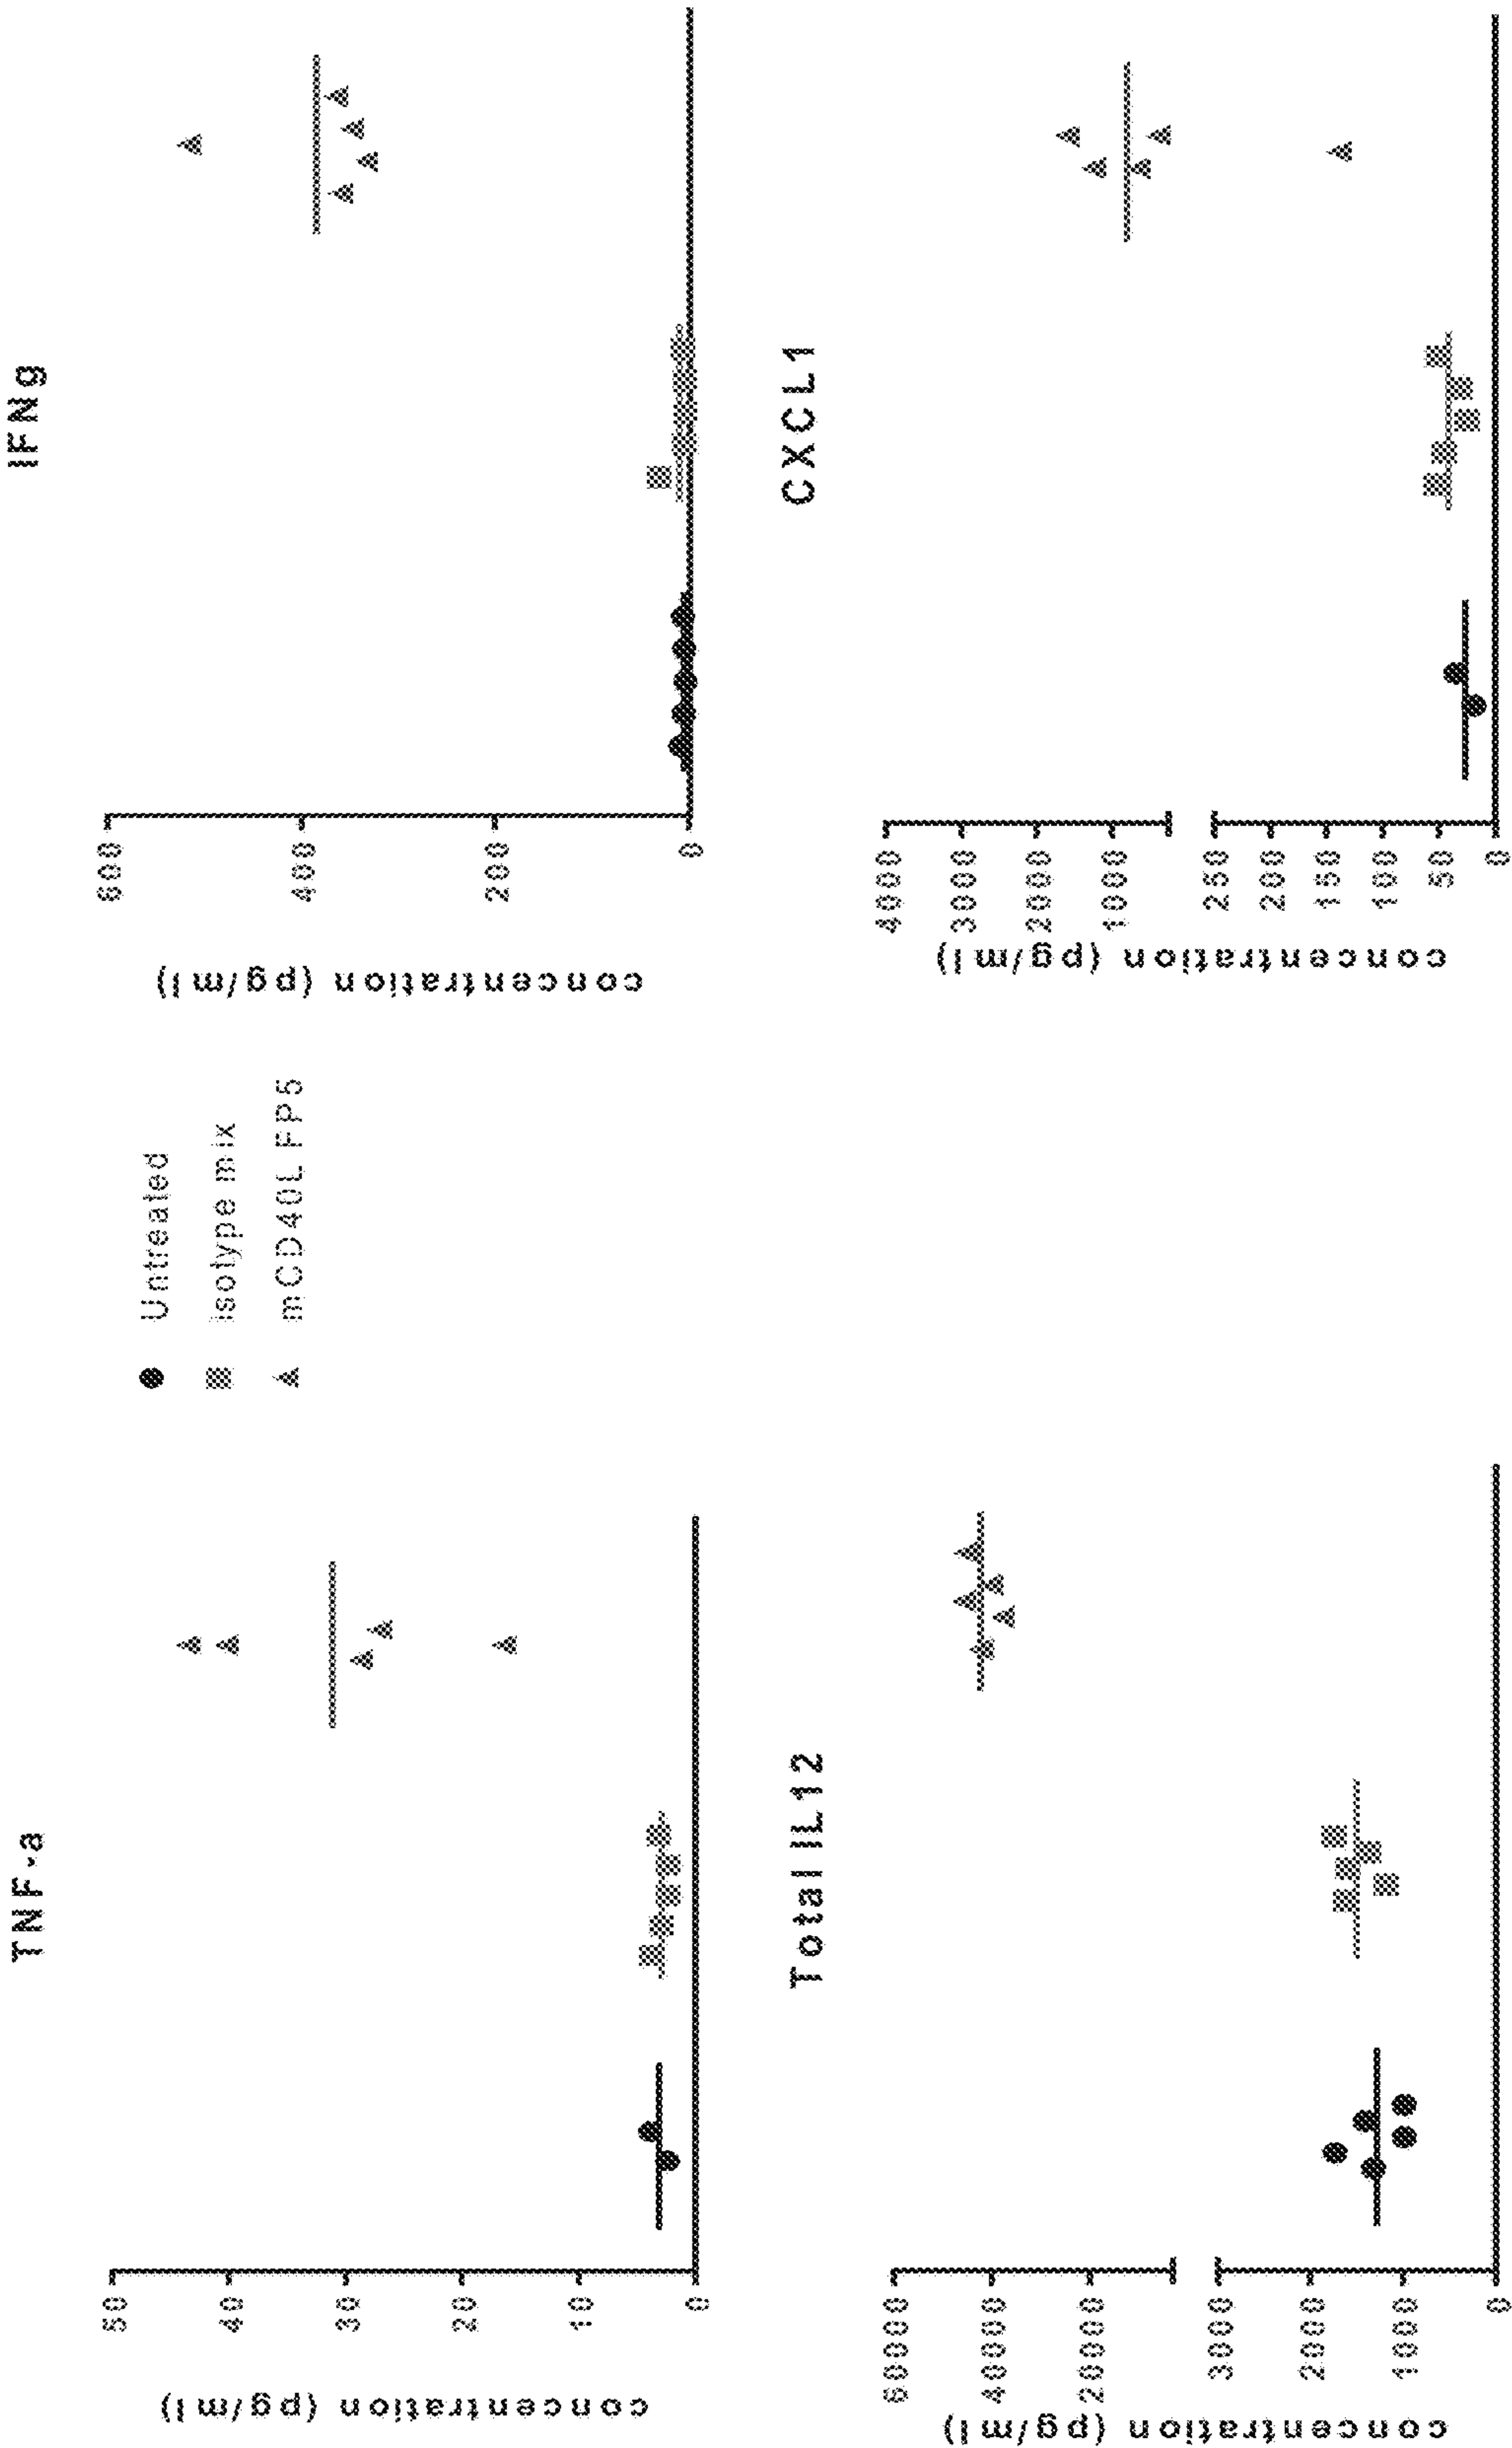 TNF-a
concentration (pg/ml)
50
40
30
20
10
0
Untreated
isotype mix
mCD40L FP5
IFNg
concentration (pg/ml)
600
400
200
0
Total IL12
concentration (pg/ml)
60000
40000
20000
3000
2000
1000
0
CXCL1
concentration (pg/ml)
4000
3000
2000
1000
250
200
150
100
50
0